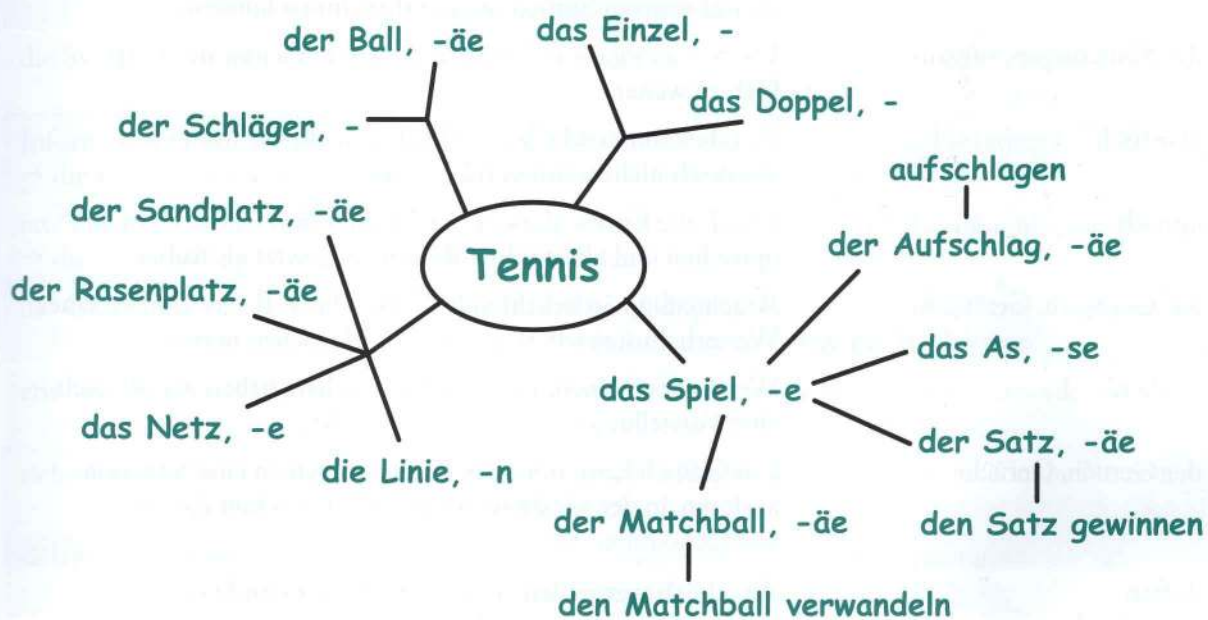 der Ball, -äe
das Einzel, -
der Schläger, -
das Doppel, -
aufschlagen
der Sandplatz, -äe
der Aufschlag, -äe
Tennis
der Rasenplatz, -äe
das As, -se
das Spiel, -e
das Netz, -e
der Satz, -äe
die Linie, -n
der Matchball, -äe
den Satz gewinnen
den Matchball verwandeln